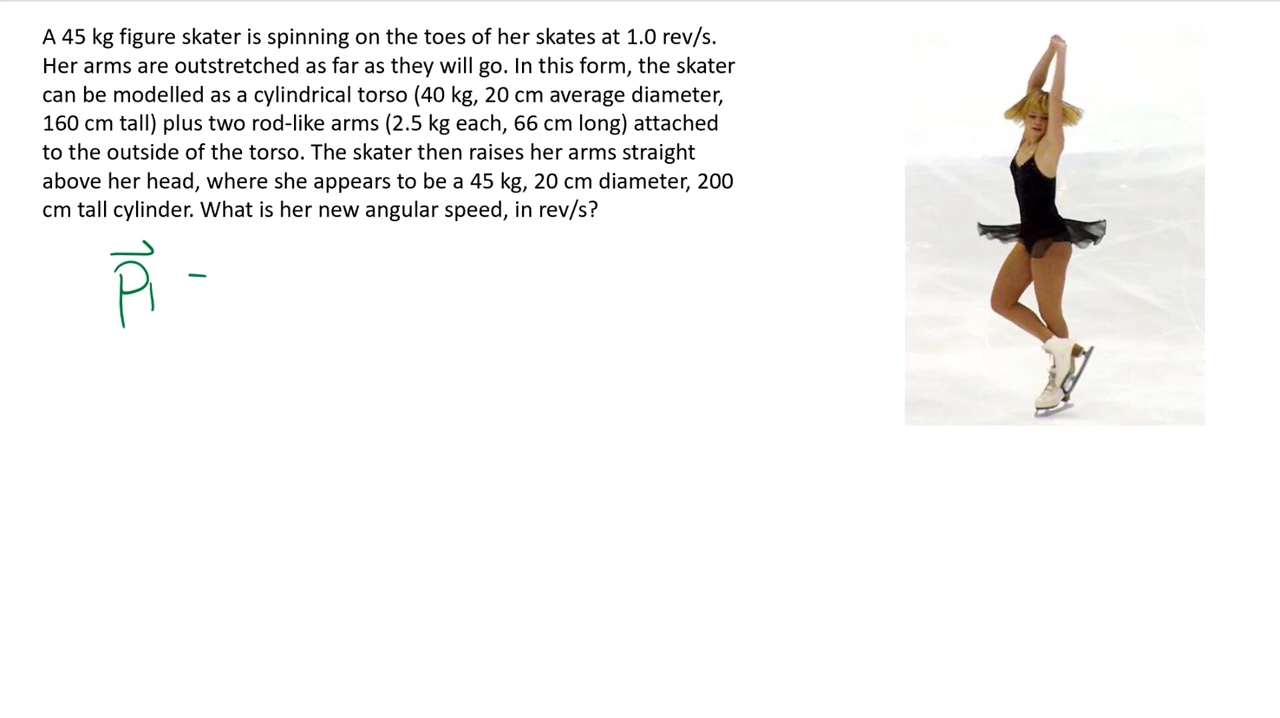 A 45 kg figure skater is spinning on the toes of her skates at 1.0 rev/s.
Her arms are outstretched as far as they will go. In this form, the skater
can be modelled as a cylindrical torso (40 kg, 20 cm average diameter,
160 cm tall) plus two rod-like arms (2.5 kg each, 66 cm long) attached
to the outside of the torso. The skater then raises her arms straight
above her head, where she appears to be a 45 kg, 20 cm diameter, 200
cm tall cylinder. What is her new angular speed, in rev/s?
p⃗₁ -